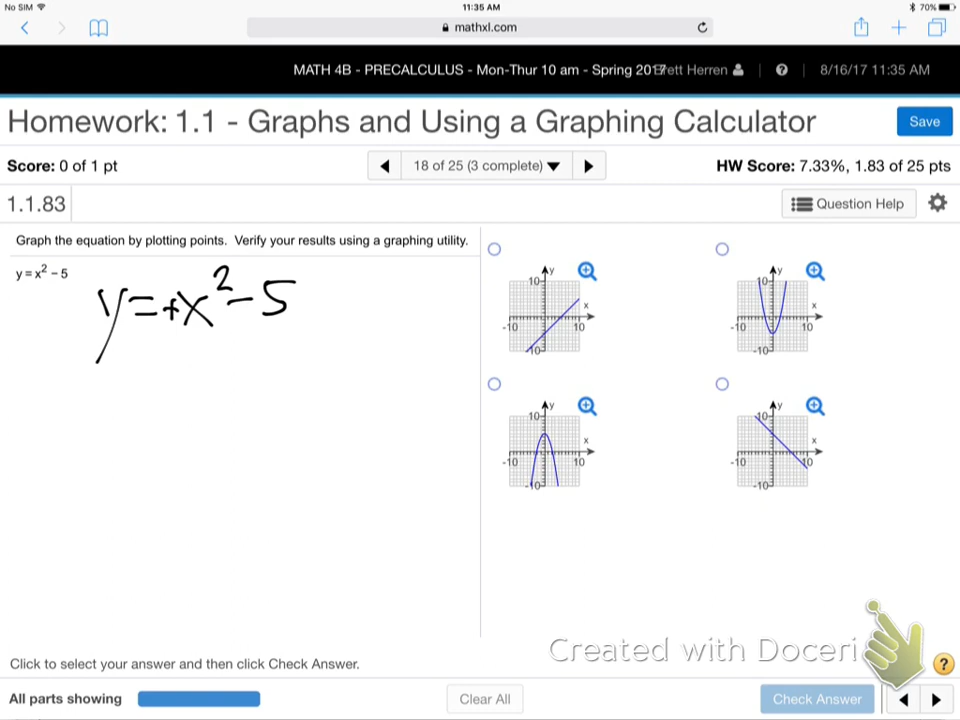 No SIM 11:35 AM 70%
mathxl.com
MATH 4B - PRECALCULUS - Mon-Thur 10 am - Spring 2017 Brett Herren ? 8/16/17 11:35 AM
Homework: 1.1 - Graphs and Using a Graphing Calculator Save
Score: 0 of 1 pt 18 of 25 (3 complete) HW Score: 7.33%, 1.83 of 25 pts
1.1.83 Question Help
Graph the equation by plotting points. Verify your results using a graphing utility.
y = x² − 5
y=+x²−5
10 y x -10 10 -10
10 y x -10 10 -10
10 y x -10 10 -10
10 y x -10 10 -10
Created with Doceri
Click to select your answer and then click Check Answer.
?
All parts showing Clear All Check Answer